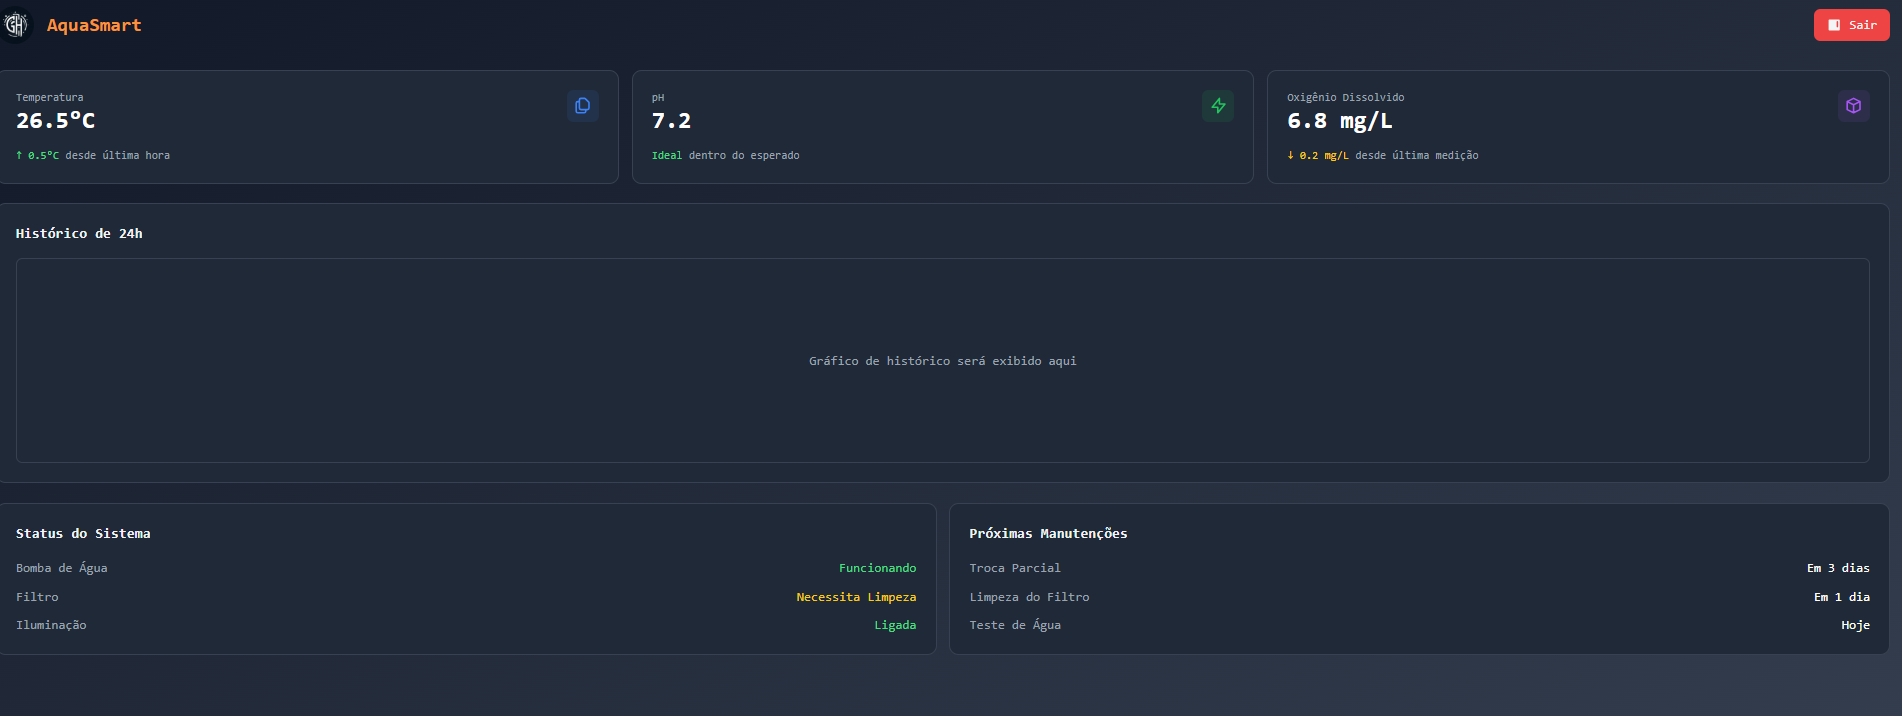 GH
AquaSmart
Sair
Temperatura
26.5°C
↑ 0.5°C desde última hora
pH
7.2
Ideal dentro do esperado
Oxigênio Dissolvido
6.8 mg/L
↓ 0.2 mg/L desde última medição
Histórico de 24h
Gráfico de histórico será exibido aqui
Status do Sistema
Bomba de Água Funcionando
Filtro Necessita Limpeza
Iluminação Ligada
Próximas Manutenções
Troca Parcial Em 3 dias
Limpeza do Filtro Em 1 dia
Teste de Água Hoje